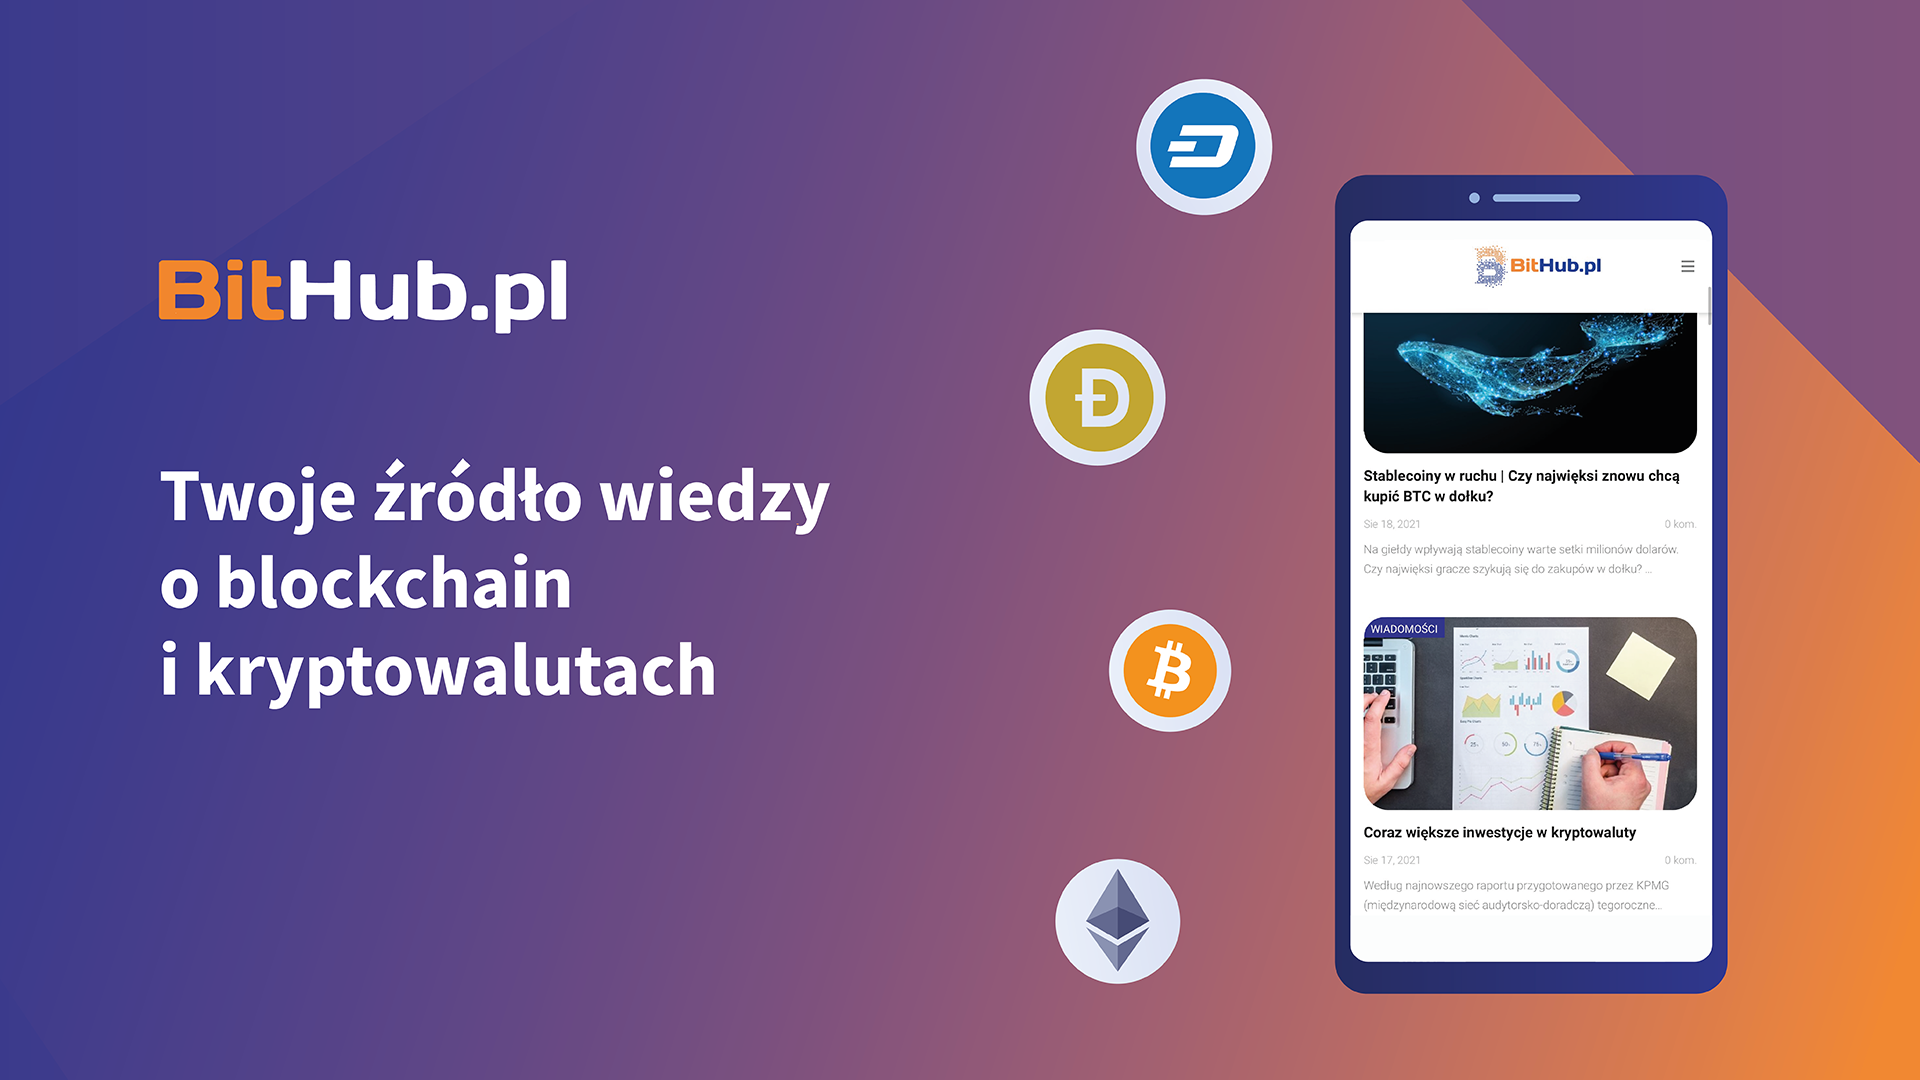 BitHub.pl
Twoje źródło wiedzy
o blockchain
i kryptowalutach
BitHub.pl
Stablecoiny w ruchu | Czy najwięksi znowu chcą
kupić BTC w dołku?
Sie 18, 2021 0 kom.
Na giełdy wpływają stablecoiny warte setki milionów dolarów.
Czy najwięksi gracze szykują się do zakupów w dołku? ...
WIADOMOŚCI
25%
50%
75%
Coraz większe inwestycje w kryptowaluty
Sie 17, 2021 0 kom.
Według najnowszego raportu przygotowanego przez KPMG
(międzynarodową sieć audytorsko-doradczą) tegoroczne...